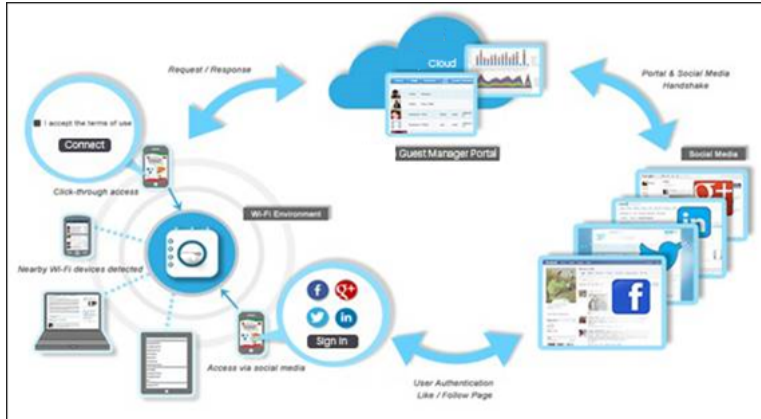 Cloud
Request / Response
Portal & Social Media
Handshake
I accept the terms of use
Connect
Guest Manager Portal
Social Media
Click-through access
Wi-Fi Environment
Nearby Wi-Fi devices detected
Sign In
Access via social media
User Authentication
Like / Follow Page